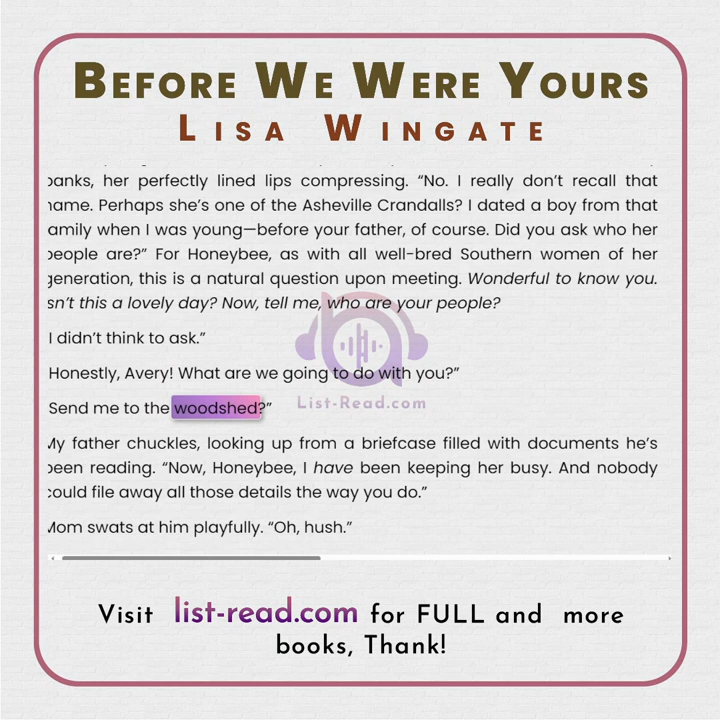 BEFORE WE WERE YOURS
LISA WINGATE
banks, her perfectly lined lips compressing. “No. I really don’t recall that
name. Perhaps she’s one of the Asheville Crandalls? I dated a boy from that
amily when I was young—before your father, of course. Did you ask who her
people are?” For Honeybee, as with all well-bred Southern women of her
generation, this is a natural question upon meeting. Wonderful to know you.
sn’t this a lovely day? Now, tell me, who are your people?
I didn’t think to ask.”
Honestly, Avery! What are we going to do with you?”
Send me to the woodshed?”
My father chuckles, looking up from a briefcase filled with documents he’s
been reading. “Now, Honeybee, I have been keeping her busy. And nobody
could file away all those details the way you do.”
Mom swats at him playfully. “Oh, hush.”
List-Read.com
Visit list-read.com for FULL and more
books, Thank!